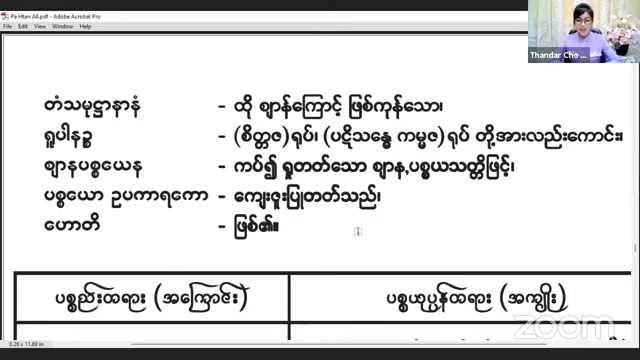 Pa Htan All.pdf - Adobe Acrobat Pro
File Edit View Window Help
Thandar Cho ...
တံသမုဋ္ဌာနာနံ - ထို ဈာန်ကြောင့် ဖြစ်ကုန်သော၊
ရူပါနဉ္စ - (စိတ္တဇ)ရုပ်၊ (ပဋိသန္ဓေ ကမ္မဇ)ရုပ် တို့အားလည်းကောင်း၊
ဈာနပစ္စယေန - ကပ်၍ ရှုတတ်သော ဈာန,ပစ္စယသတ္တိဖြင့်၊
ပစ္စယော ဥပကာရကော - ကျေးဇူးပြုတတ်သည်၊
ဟောတိ - ဖြစ်၏။
ပစ္စည်းတရား (အကြောင်း) ပစ္စယုပ္ပန်တရား (အကျိုး)
8.26 x 11.69 in
zoom